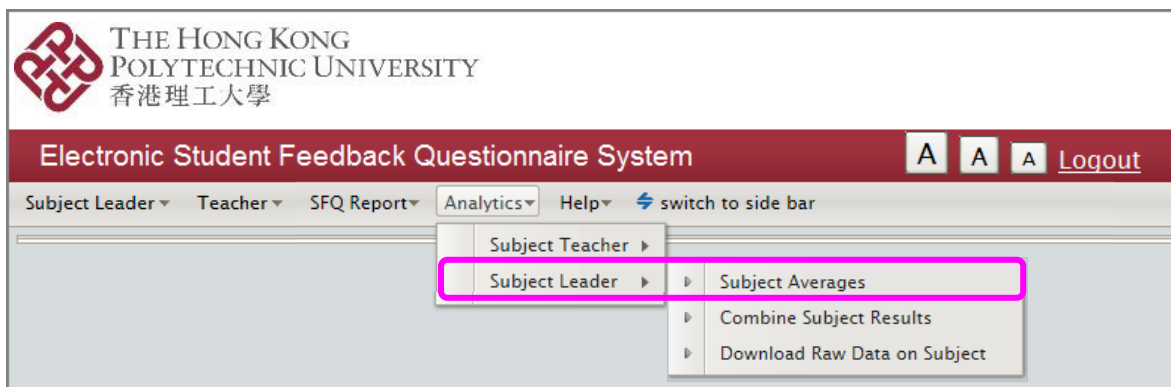 THE HONG KONG
POLYTECHNIC UNIVERSITY
香港理工大學
Electronic Student Feedback Questionnaire System A A A Logout
Subject Leader Teacher SFQ Report Analytics Help switch to side bar
Subject Teacher
Subject Leader Subject Averages
Combine Subject Results
Download Raw Data on Subject